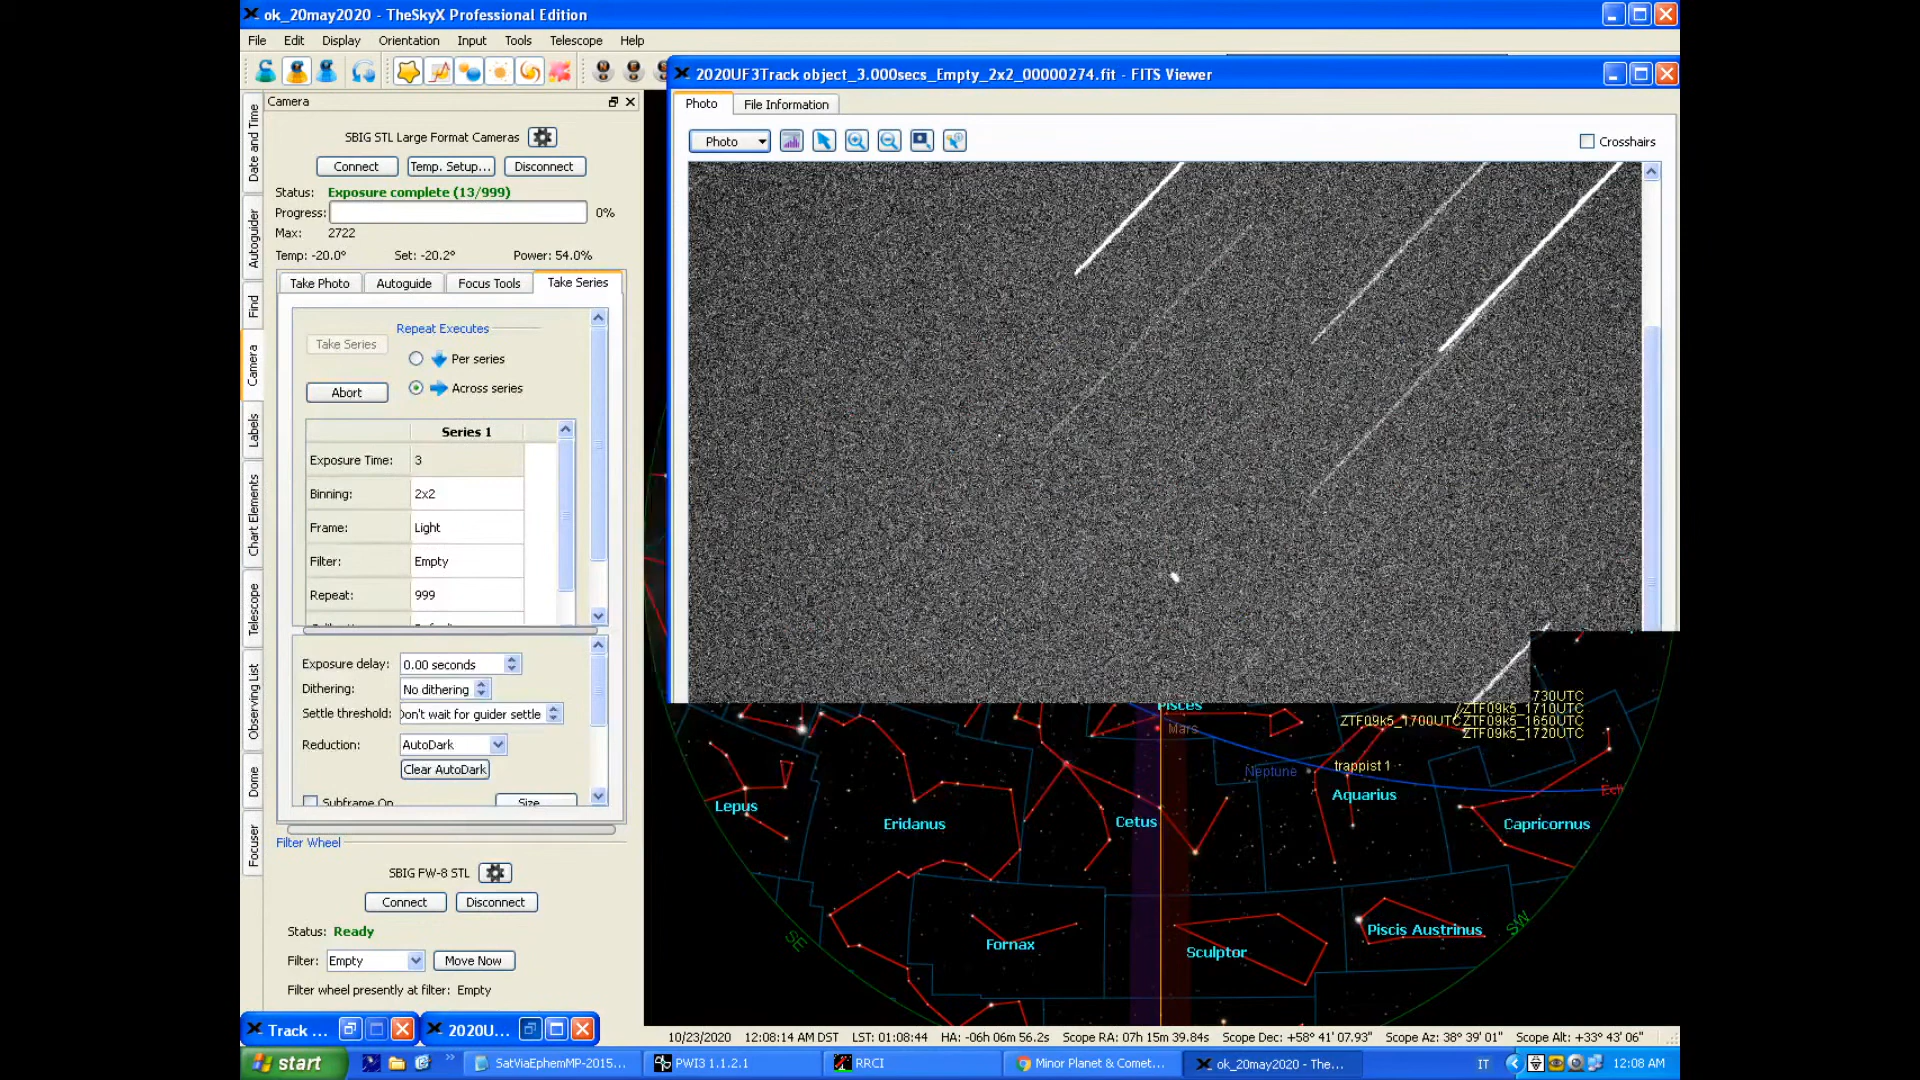 ok_20may2020 - TheSkyX Professional Edition
File Edit Display Orientation Input Tools Telescope Help
2020UF3Track object_3.000secs_Empty_2x2_00000274.fit - FITS Viewer
Camera
Photo File Information
SBIG STL Large Format Cameras
Photo
Crosshairs
Connect Temp. Setup... Disconnect
Status: Exposure complete (13/999)
Progress: 0%
Max: 2722
Temp: -20.0° Set: -20.2° Power: 54.0%
Take Photo Autoguide Focus Tools Take Series
Repeat Executes
Take Series
Per series
Abort
Across series
Series 1
Exposure Time: 3
Binning: 2x2
Frame: Light
Filter: Empty
Repeat: 999
Exposure delay: 0.00 seconds
Dithering: No dithering
Settle threshold: Don't wait for guider settle
Reduction: AutoDark
Clear AutoDark
Subframe On Size...
Filter Wheel
SBIG FW-8 STL
Connect Disconnect
Status: Ready
Filter: Empty Move Now
Filter wheel presently at filter: Empty
Date and Time
Autoguider
Find
Camera
Labels
Chart Elements
Telescope
Observing List
Dome
Focuser
730UTC
Pisces
ZTF09k5_1710UTC
ZTF09k5_1700UTC
ZTF09k5_1650UTC
Mars
ZTF09k5_1720UTC
Neptune
trappist 1
Lepus
Aquarius
Ecli
Eridanus
Cetus
Capricornus
Fornax
Sculptor
Piscis Austrinus
SE
SW
Track ...
2020U...
10/23/2020 12:08:14 AM DST LST: 01:08:44 HA: -06h 06m 56.2s Scope RA: 07h 15m 39.84s Scope Dec: +58° 41' 07.93" Scope Az: 38° 39' 01" Scope Alt: +33° 43' 06"
start
SatViaEphemMP-2015...
PWI3 1.1.2.1
RRCI
Minor Planet & Comet...
ok_20may2020 - The...
IT
12:08 AM